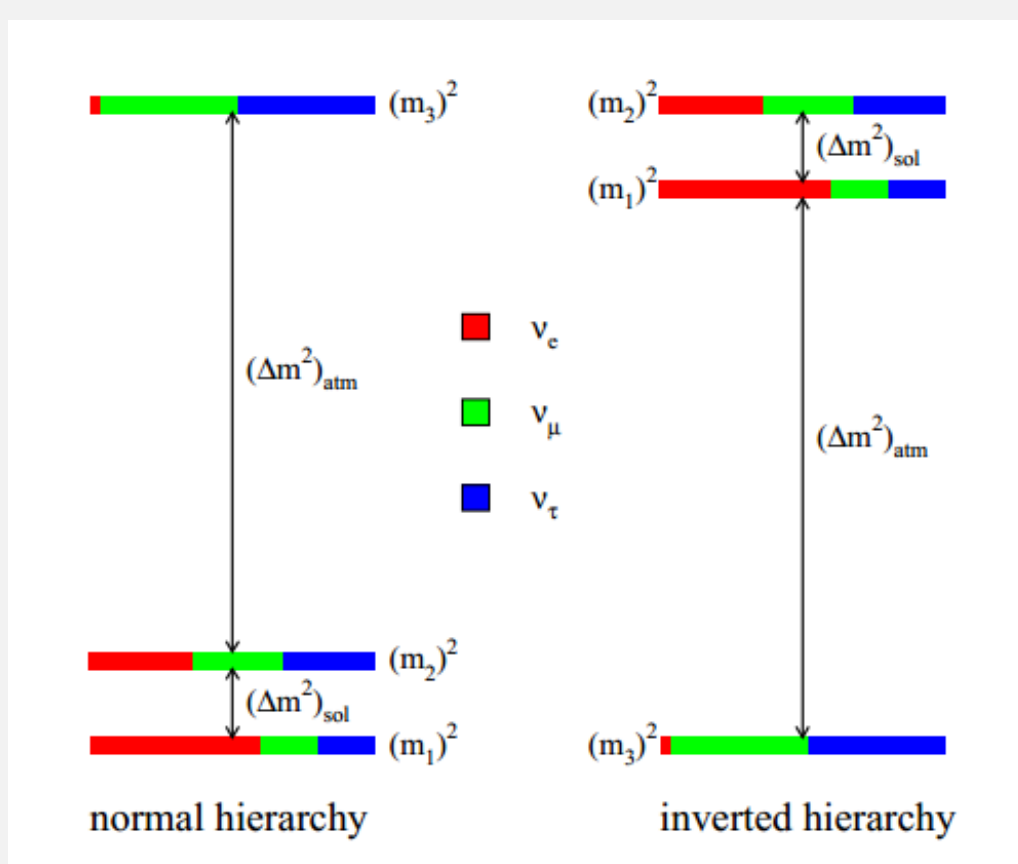 (m₃)²
(Δm²)atm
(m₂)²
(Δm²)sol
(m₁)²
normal hierarchy
νe
νμ
ντ
(m₂)²
(Δm²)sol
(m₁)²
(Δm²)atm
(m₃)²
inverted hierarchy